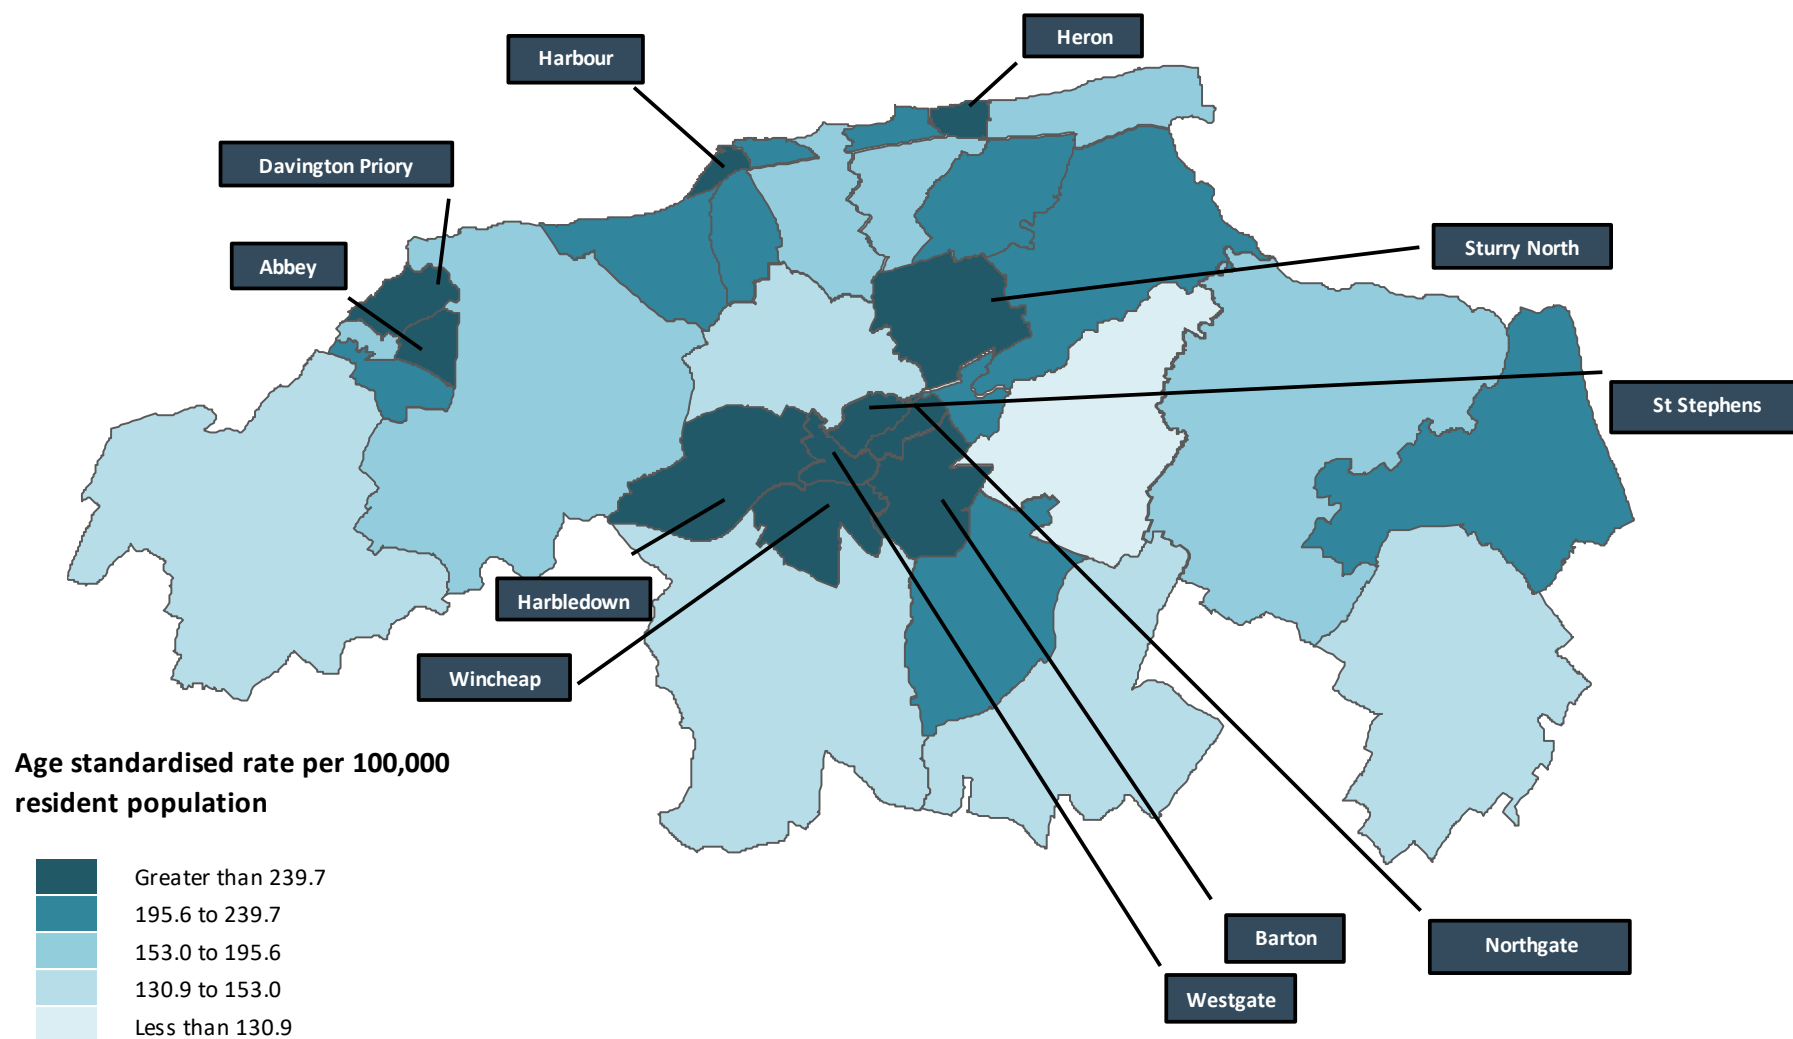 Heron
Harbour
Davington Priory
Abbey
Sturry North
St Stephens
Harbledown
Wincheap
Barton
Northgate
Westgate
Age standardised rate per 100,000
resident population
Greater than 239.7
195.6 to 239.7
153.0 to 195.6
130.9 to 153.0
Less than 130.9